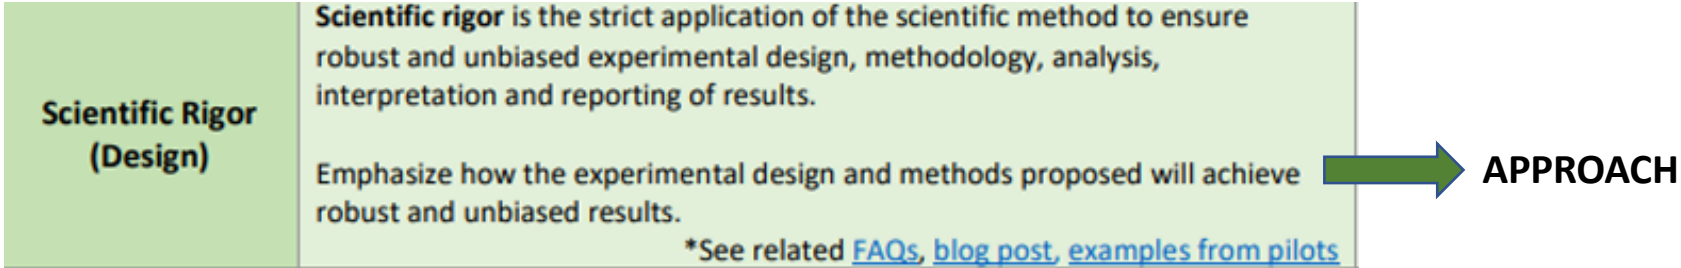 Scientific Rigor
(Design)
Scientific rigor is the strict application of the scientific method to ensure
robust and unbiased experimental design, methodology, analysis,
interpretation and reporting of results.
Emphasize how the experimental design and methods proposed will achieve
robust and unbiased results.
*See related FAQs, blog post, examples from pilots
APPROACH